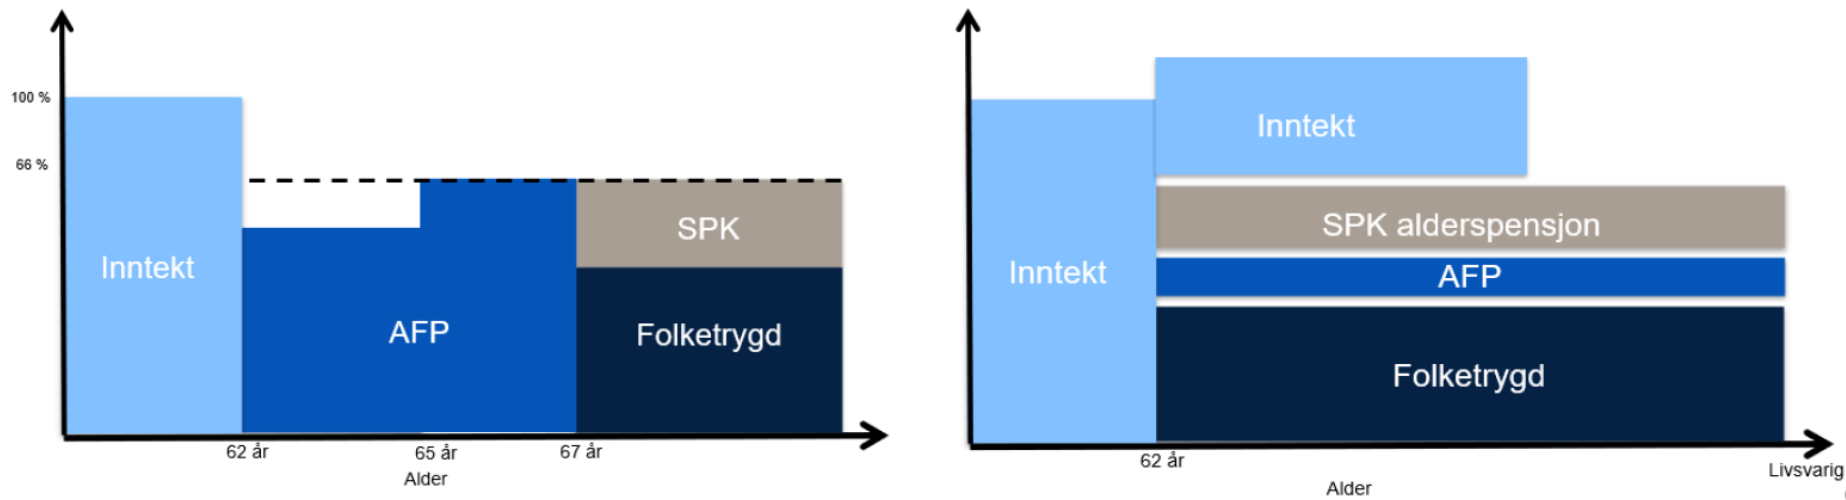 100 %
66 %
Inntekt
AFP
SPK
Folketrygd
62 år
65 år
67 år
Alder
Inntekt
Inntekt
SPK alderspensjon
AFP
Folketrygd
62 år
Alder
Livsvarig